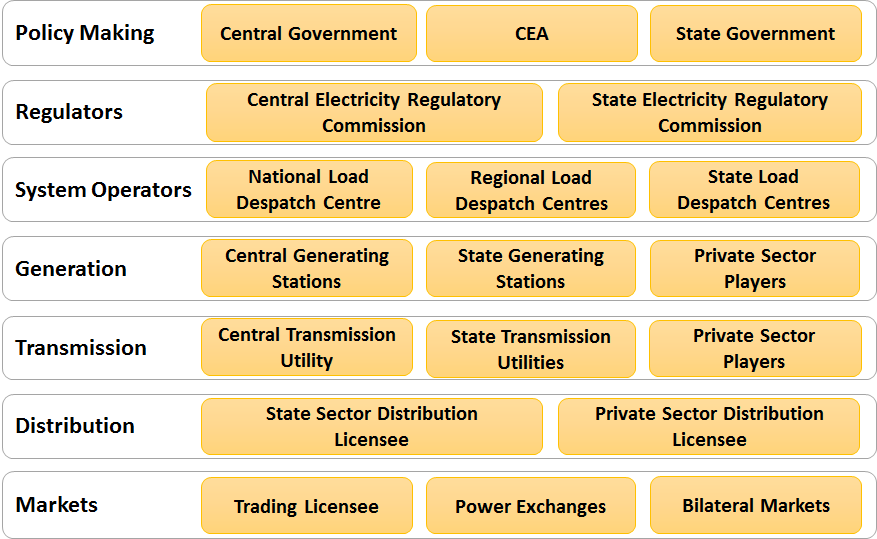 Policy Making
Central Government
CEA
State Government
Regulators
Central Electricity Regulatory
Commission
State Electricity Regulatory
Commission
System Operators
National Load
Despatch Centre
Regional Load
Despatch Centres
State Load
Despatch Centres
Generation
Central Generating
Stations
State Generating
Stations
Private Sector
Players
Transmission
Central Transmission
Utility
State Transmission
Utilities
Private Sector
Players
Distribution
State Sector Distribution
Licensee
Private Sector Distribution
Licensee
Markets
Trading Licensee
Power Exchanges
Bilateral Markets